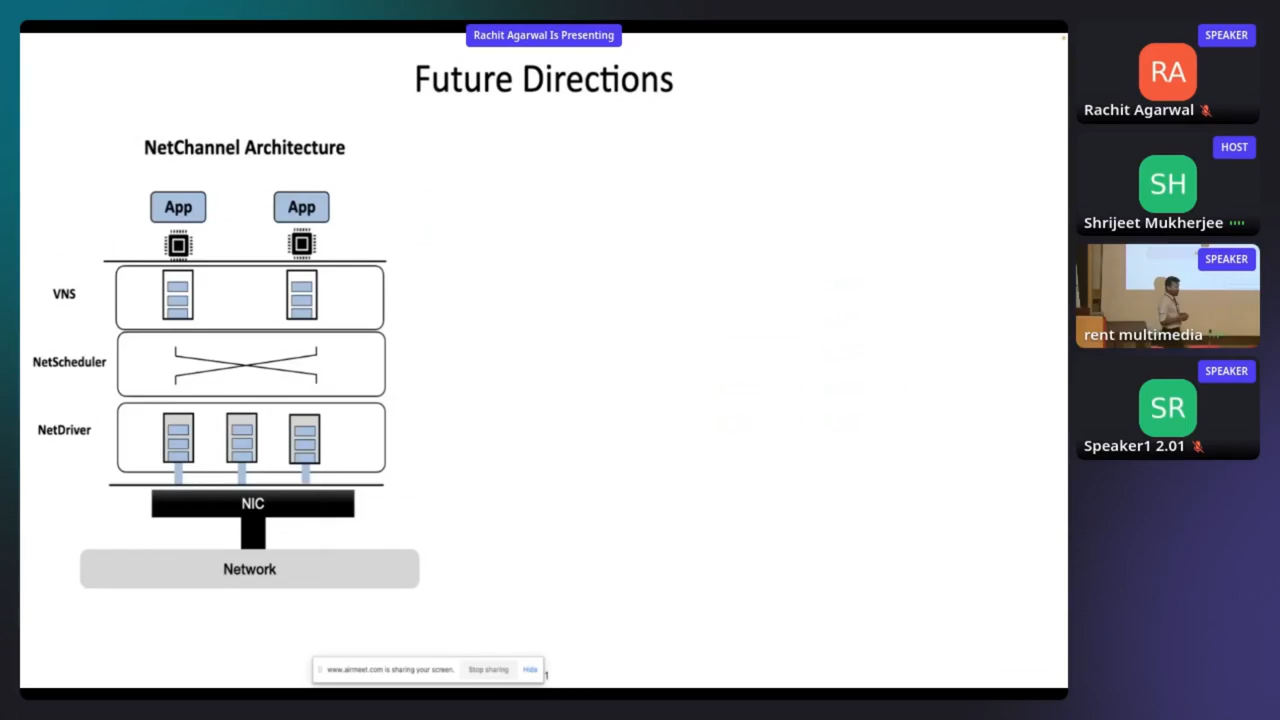 Rachit Agarwal Is Presenting
Future Directions
NetChannel Architecture
App
App
VNS
NetScheduler
NetDriver
NIC
Network
www.airmeet.com is sharing your screen.
Stop sharing
Hide
1
SPEAKER
RA
Rachit Agarwal
HOST
SH
Shrijeet Mukherjee
SPEAKER
rent multimedia
SPEAKER
SR
Speaker1 2.01